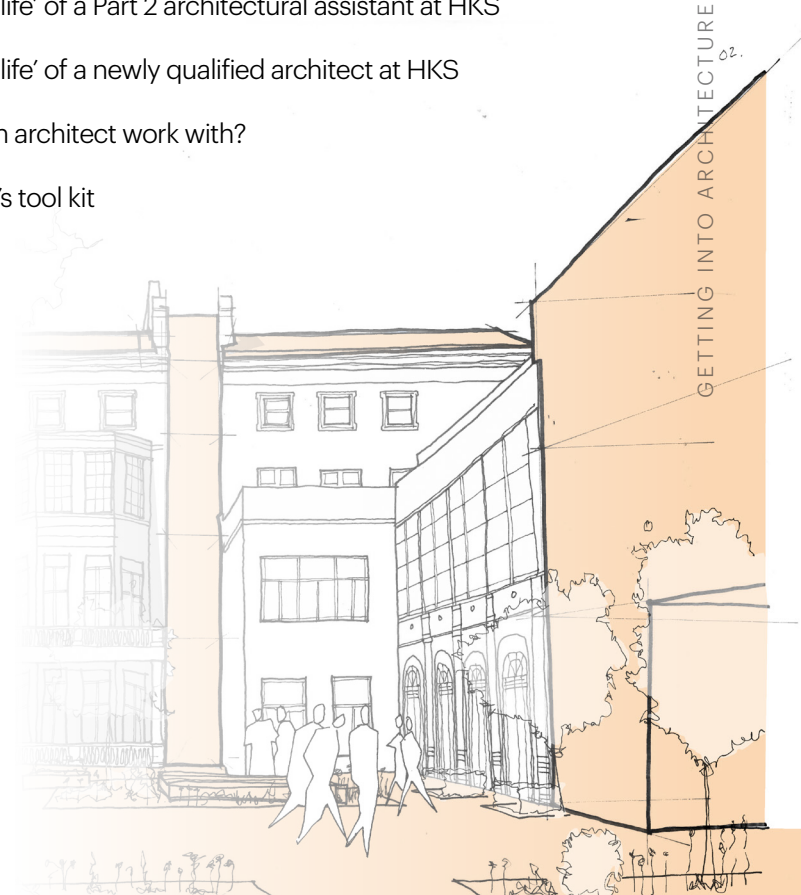 life’ of a Part 2 architectural assistant at HKS
life’ of a newly qualified architect at HKS
architect work with?
’s tool kit
GETTING INTO ARCHITECTURE
02.